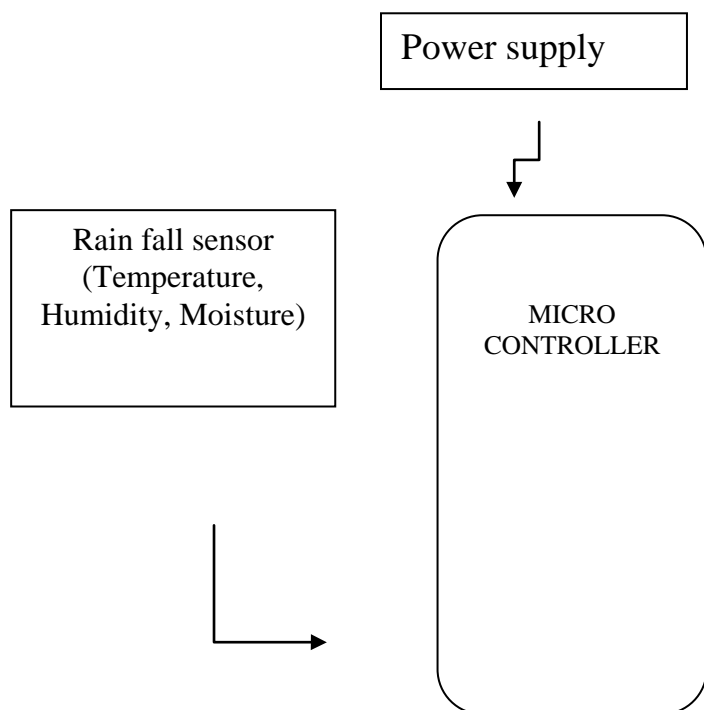 Power supply
Rain fall sensor
(Temperature,
Humidity, Moisture)
MICRO
CONTROLLER